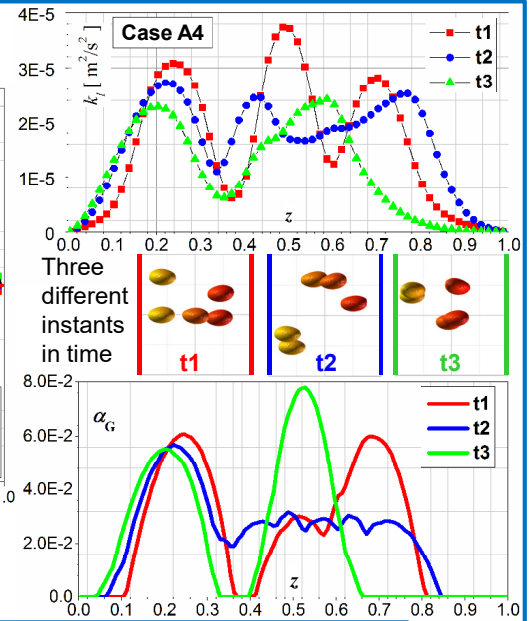 4E-5
Case A4
k_l [ m²/s² ]
t1
t2
t3
3E-5
2E-5
1E-5
0
z
0.0 0.1 0.2 0.3 0.4 0.5 0.6 0.7 0.8 0.9 1.0
Three
different
instants
in time
t1 t2 t3
8.0E-2
α_G
t1
t2
t3
6.0E-2
4.0E-2
2.0E-2
.0
0.0
z
0.0 0.1 0.2 0.3 0.4 0.5 0.6 0.7 0.8 0.9 1.0